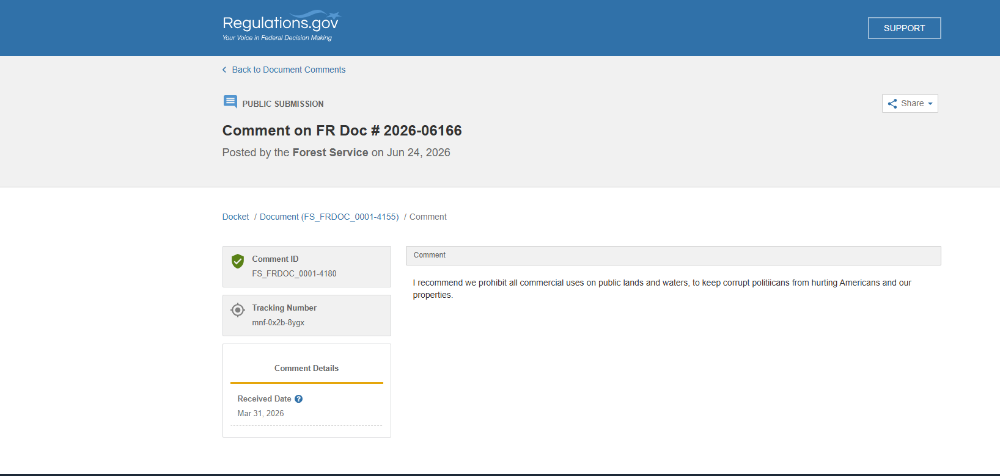 Regulations.gov
Your Voice in Federal Decision Making
SUPPORT
Back to Document Comments
PUBLIC SUBMISSION
Share
Comment on FR Doc # 2026-06166
Posted by the Forest Service on Jun 24, 2026
Docket / Document (FS_FRDOC_0001-4155) / Comment
Comment ID
FS_FRDOC_0001-4180
Tracking Number
mnf-0x2b-8ygx
Comment Details
Received Date ?
Mar 31, 2026
Comment
I recommend we prohibit all commercial uses on public lands and waters, to keep corrupt politiicans from hurting Americans and our
properties.